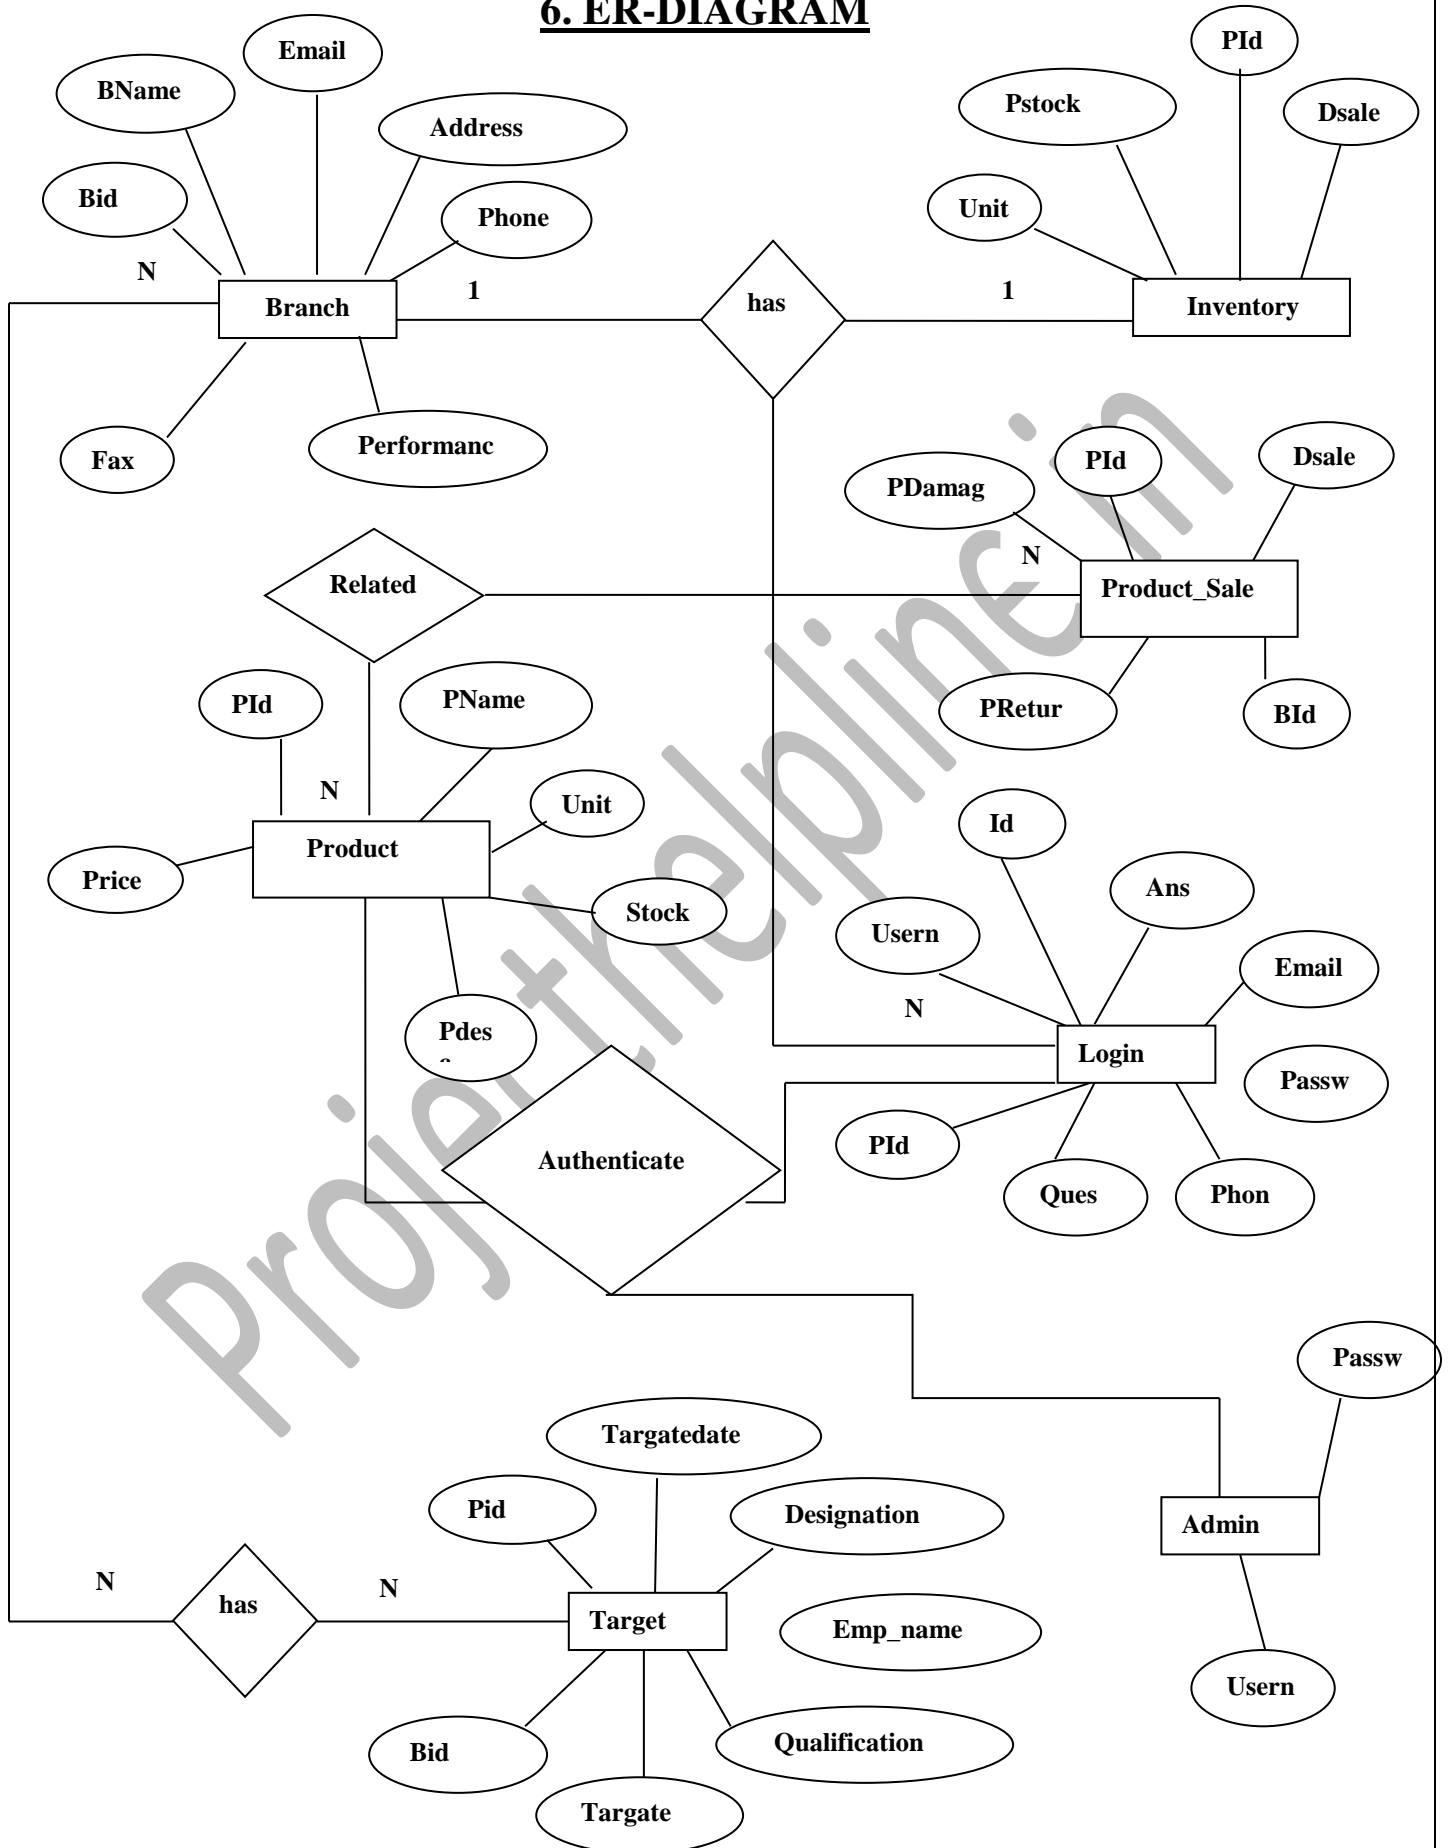 6. ER-DIAGRAM
Email
PId
BName
Pstock
Dsale
Address
Bid
Unit
Phone
N
1
1
Branch
has
Inventory
Fax
Performanc
PDamag
PId
Dsale
N
Related
Product_Sale
PId
PName
PRetur
BId
N
Unit
Id
Product
Price
Ans
Stock
Usern
Email
N
Pdes
Login
Passw
PId
Authenticate
Ques
Phon
Passw
Targatedate
Pid
Designation
Admin
N
N
has
Target
Emp_name
Usern
Bid
Qualification
Targate
Projecthelpline.in